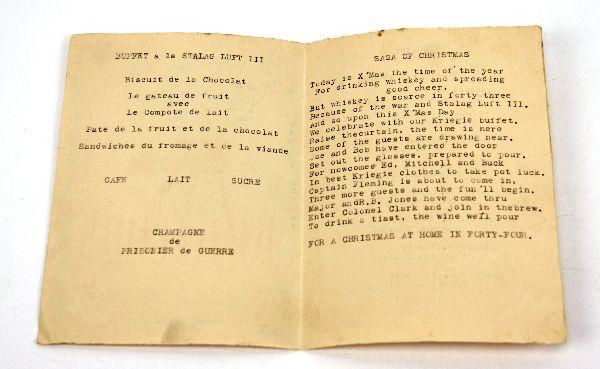 BUFFET a la STALAG LUFT III
Biscuit de la Chocolat
Le gateau de fruit
avec
Le Compote de lait
Pate de la fruit et de la chocolat
Sandwiches du fromage et de la viande
CAFE LAIT SUCRE
CHAMPAGNE
de
PRISONIER de GUERRE
SAGA OF CHRISTMAS
Today is X'Mas the time of the year
For drinking whiskey and spreading
good cheer.
But whiskey is scarce in forty-three
Because of the war and Stalag Luft III.
And so upon this X'Mas Day
We celebrate with our Kriegie buffet.
Raise thecurtain, the time is here
Some of the guests are drawing near.
Joe and Bob have entered the door
Set out the glasses, prepared to pour.
For nowcomes Ed, Mitchell and Buck
In best Kriegie clothes to take pot luck.
Captain Fleming is about to come in,
Three more guests and the fun'll begin.
Major andR.B. Jones have come thru
Enter Colonel Clark and join in thebrew.
To drink a tiast, the wine we'll pour
FOR A CHRISTMAS AT HOME IN FORTY-FOUR.